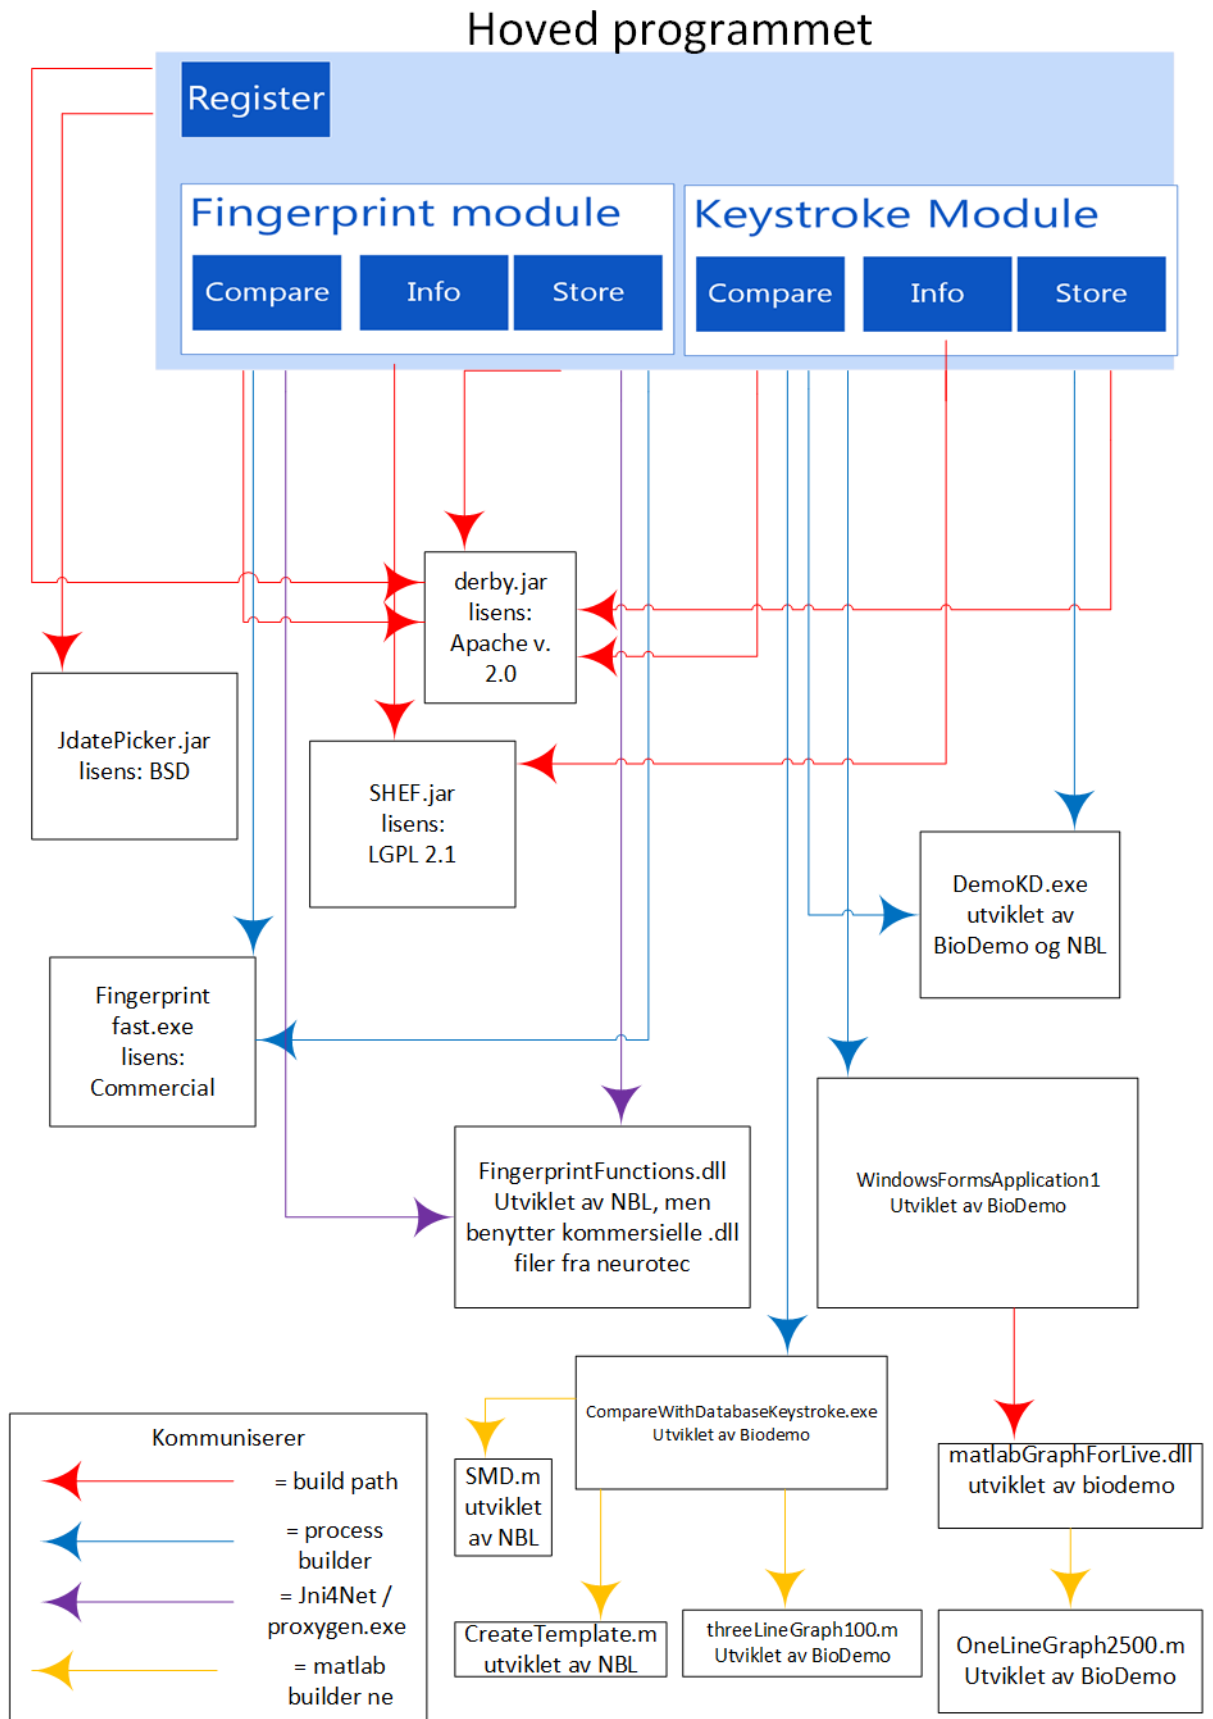 Hoved programmet
Register
Fingerprint module
Compare
Info
Store
Keystroke Module
Compare
Info
Store
derby.jar
lisens:
Apache v.
2.0
JdatePicker.jar
lisens: BSD
SHEF.jar
lisens:
LGPL 2.1
DemoKD.exe
utviklet av
BioDemo og NBL
Fingerprint
fast.exe
lisens:
Commercial
FingerprintFunctions.dll
Utviklet av NBL, men
benytter kommersielle .dll
filer fra neurotec
WindowsFormsApplication1
Utviklet av BioDemo
CompareWithDatabaseKeystroke.exe
Utviklet av Biodemo
SMD.m
utviklet
av NBL
matlabGraphForLive.dll
utviklet av biodemo
CreateTemplate.m
utviklet av NBL
threeLineGraph100.m
Utviklet av BioDemo
OneLineGraph2500.m
Utviklet av BioDemo
Kommuniserer
= build path
= process
builder
= Jni4Net /
proxygen.exe
= matlab
builder ne